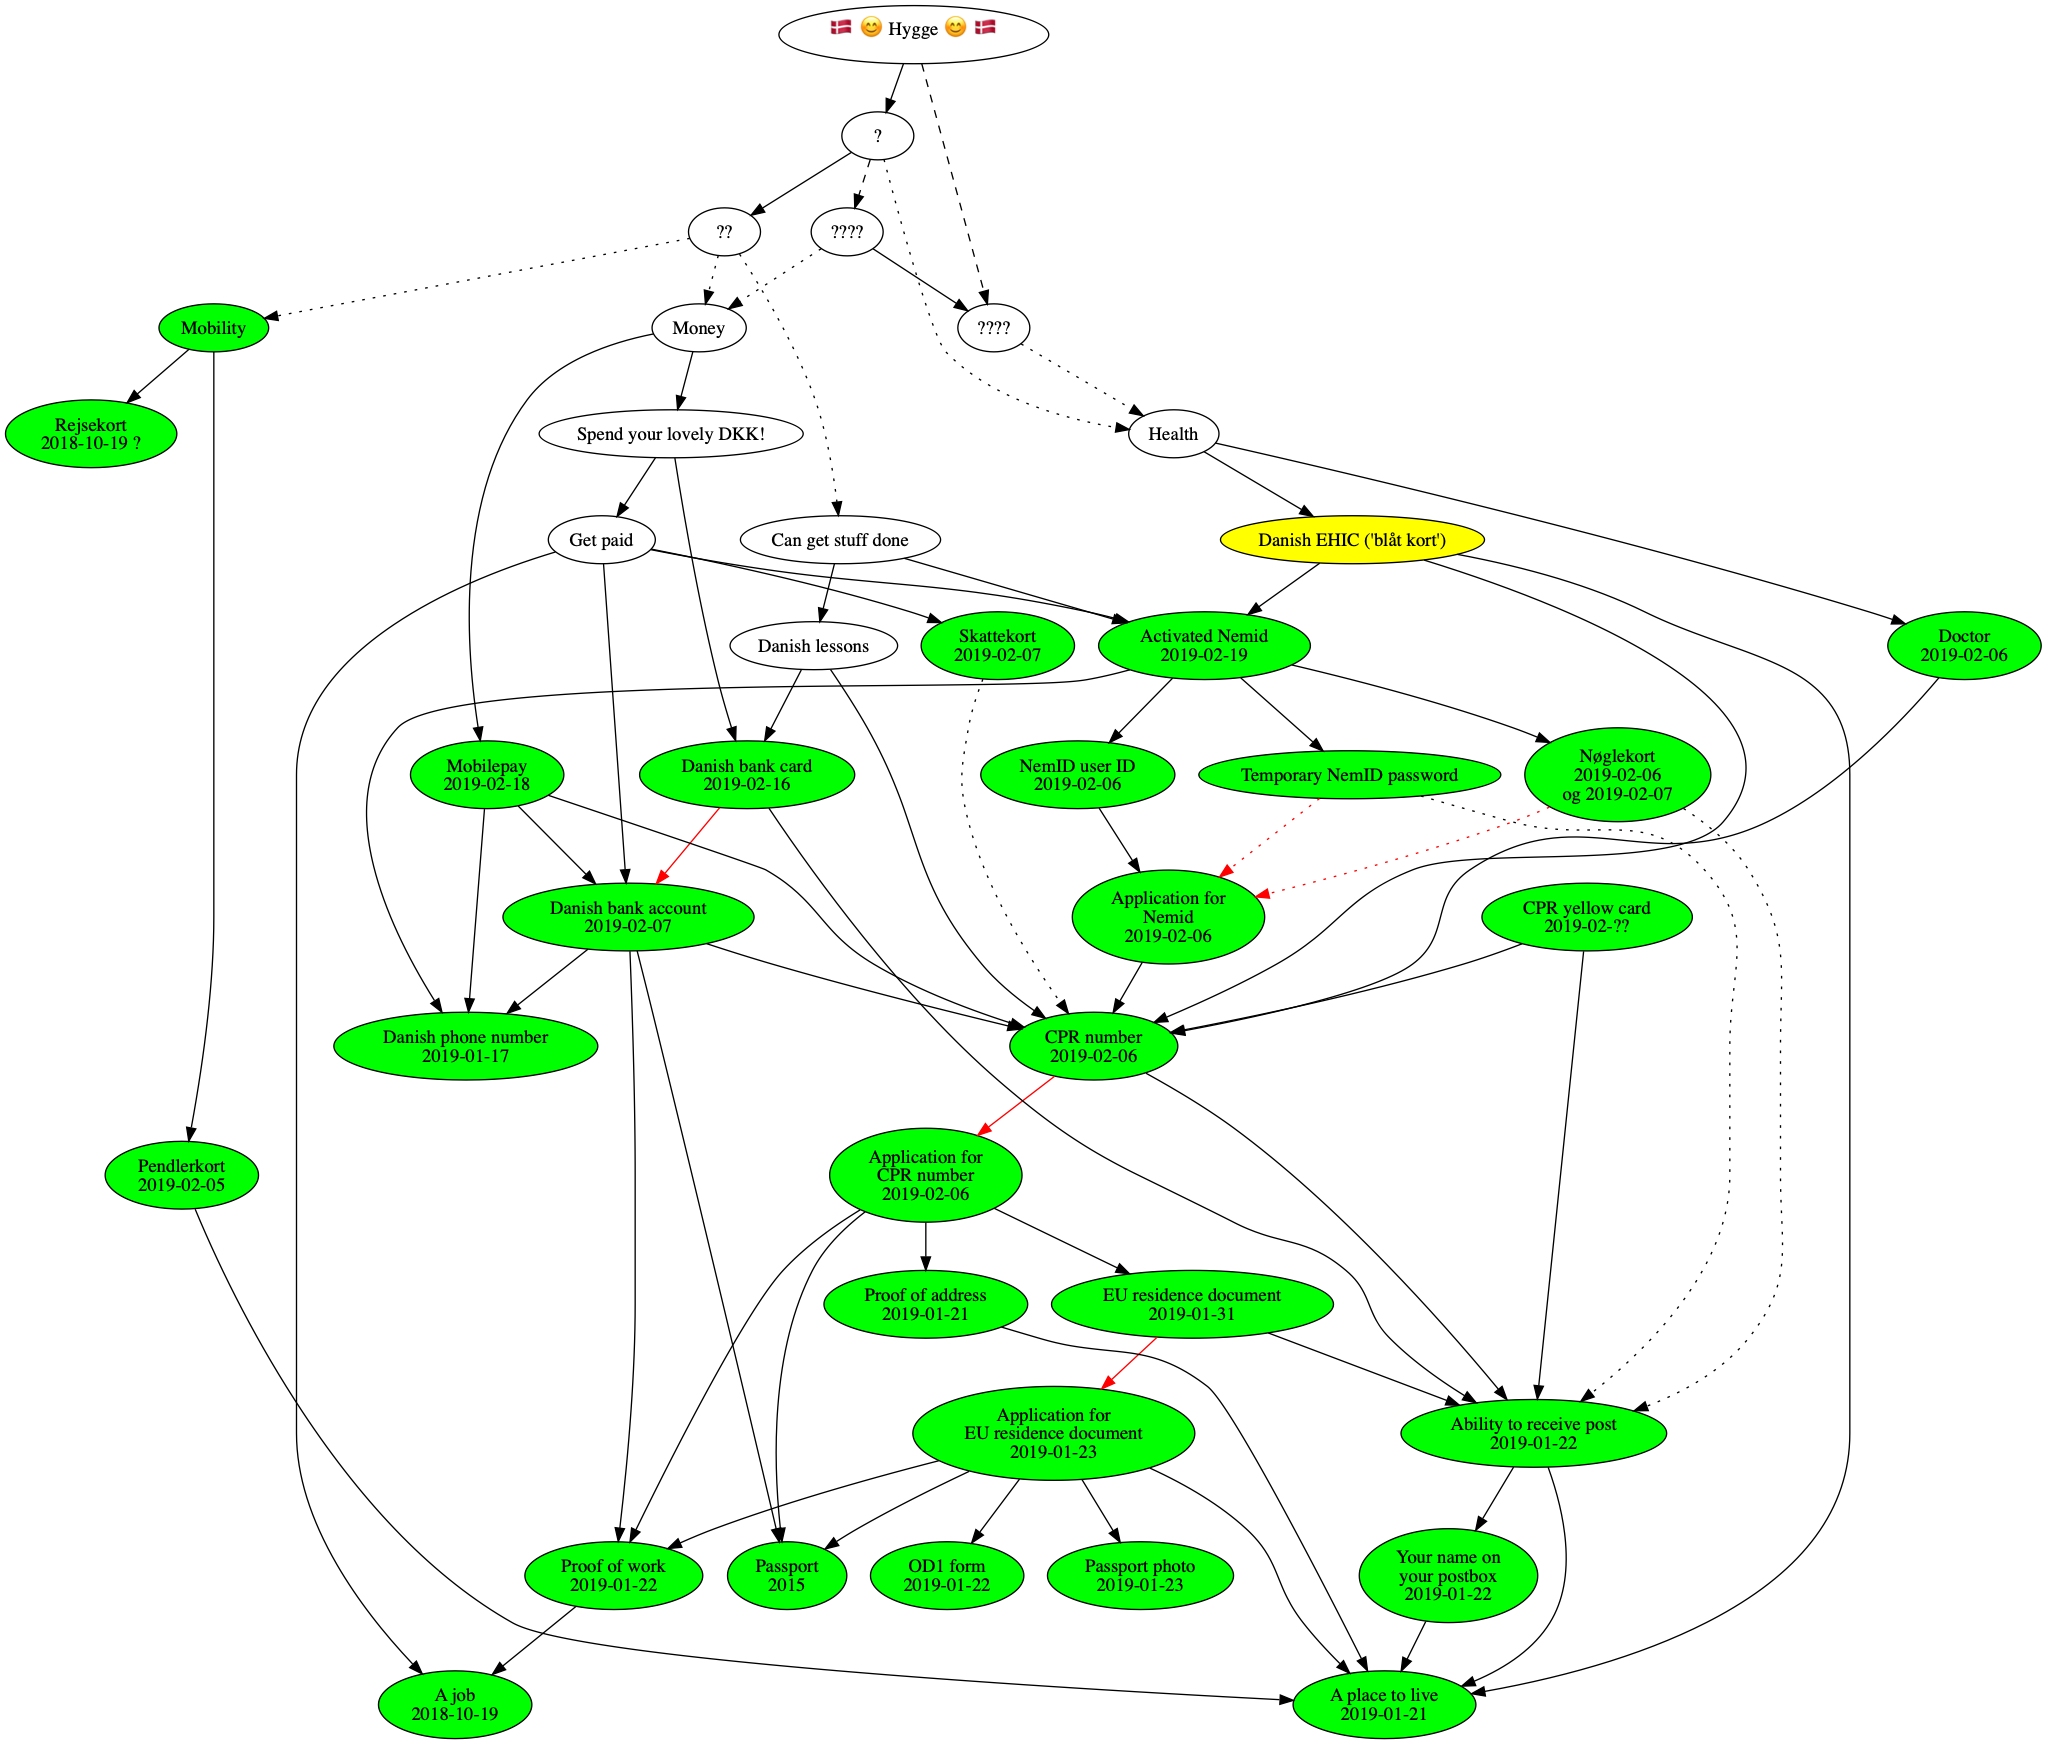 🇩🇰 😊 Hygge 😊 🇩🇰
?
??
????
Mobility
Money
????
Rejsekort
2018-10-19 ?
Spend your lovely DKK!
Health
Get paid
Can get stuff done
Danish EHIC ('blåt kort')
Danish lessons
Skattekort
2019-02-07
Activated Nemid
2019-02-19
Doctor
2019-02-06
Mobilepay
2019-02-18
Danish bank card
2019-02-16
NemID user ID
2019-02-06
Temporary NemID password
Nøglekort
2019-02-06
og 2019-02-07
Danish bank account
2019-02-07
Application for
Nemid
2019-02-06
CPR yellow card
2019-02-??
Danish phone number
2019-01-17
CPR number
2019-02-06
Pendlerkort
2019-02-05
Application for
CPR number
2019-02-06
Proof of address
2019-01-21
EU residence document
2019-01-31
Application for
EU residence document
2019-01-23
Ability to receive post
2019-01-22
Proof of work
2019-01-22
Passport
2015
OD1 form
2019-01-22
Passport photo
2019-01-23
Your name on
your postbox
2019-01-22
A job
2018-10-19
A place to live
2019-01-21